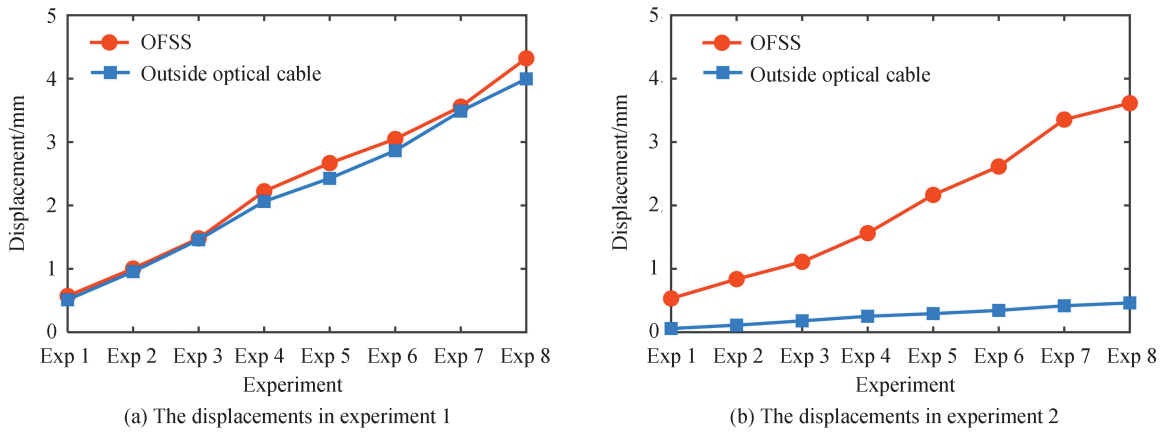 5
4
3
2
1
0
Displacement/mm
OFSS
Outside optical cable
Exp 1 Exp 2 Exp 3 Exp 4 Exp 5 Exp 6 Exp 7 Exp 8
Experiment
(a) The displacements in experiment 1
5
4
3
2
1
0
Displacement/mm
OFSS
Outside optical cable
Exp 1 Exp 2 Exp 3 Exp 4 Exp 5 Exp 6 Exp 7 Exp 8
Experiment
(b) The displacements in experiment 2